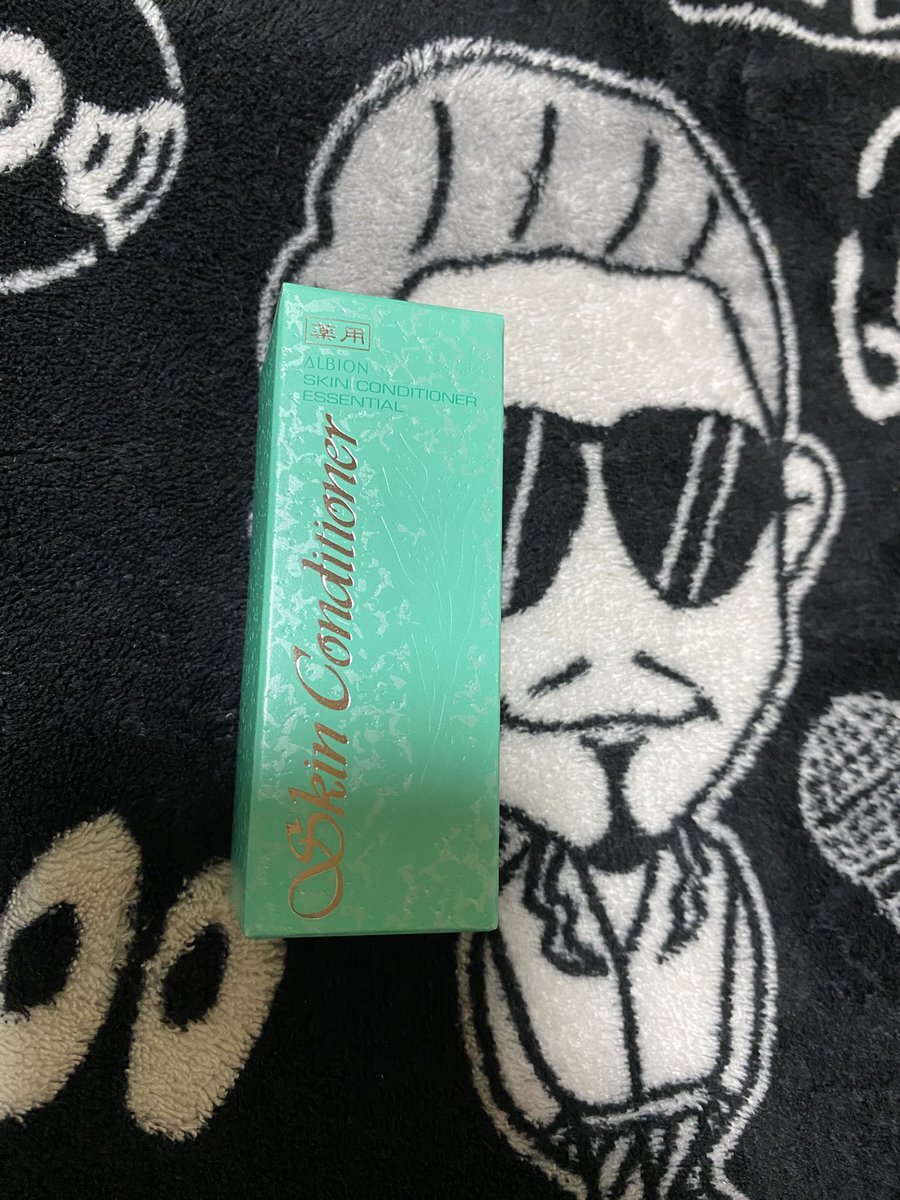 薬用
ALBION
SKIN CONDITIONER
ESSENTIAL
Skin Conditioner